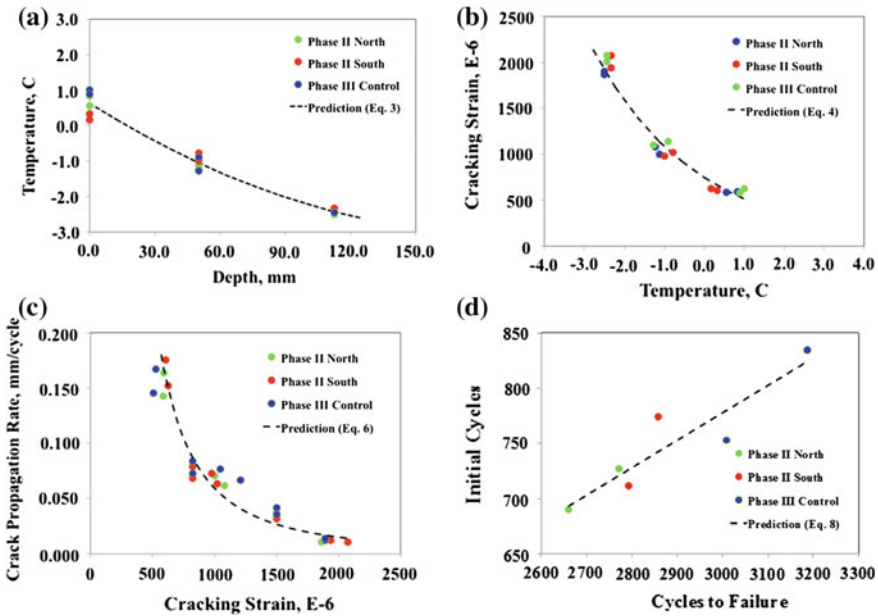 (a)
Temperature, C
3.0
2.0
1.0
0.0
-1.0
-2.0
-3.0
0.0 30.0 60.0 90.0 120.0 150.0
Depth, mm
Phase II North
Phase II South
Phase III Control
Prediction (Eq. 3)
(b)
Cracking Strain, E-6
2500
2000
1500
1000
500
0
-4.0 -3.0 -2.0 -1.0 0.0 1.0 2.0 3.0 4.0
Temperature, C
Phase II North
Phase II South
Phase III Control
Prediction (Eq. 4)
(c)
Crack Propagation Rate, mm/cycle
0.200
0.150
0.100
0.050
0.000
0 500 1000 1500 2000 2500
Cracking Strain, E-6
Phase II North
Phase II South
Phase III Control
Prediction (Eq. 6)
(d)
Initial Cycles
850
800
750
700
650
2600 2700 2800 2900 3000 3100 3200 3300
Cycles to Failure
Phase II North
Phase II South
Phase III Control
Prediction (Eq. 8)